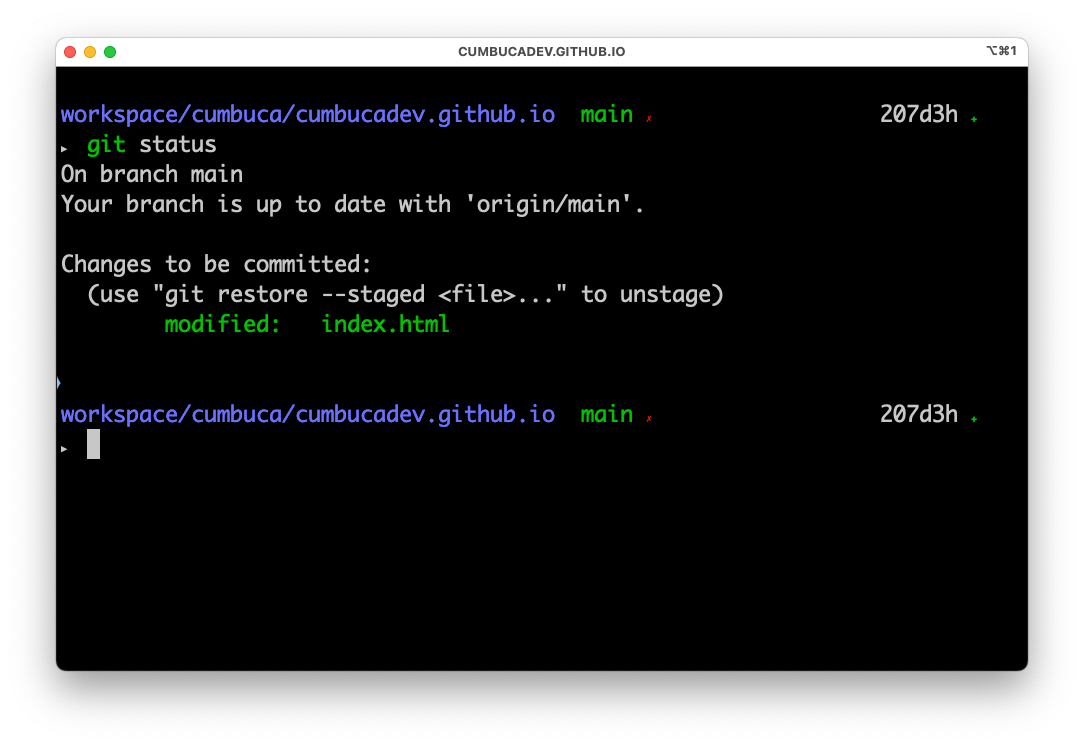 CUMBUCADEV.GITHUB.IO ⌥⌘1
workspace/cumbuca/cumbucadev.github.io main ✗ 207d3h ✚
▸ git status
On branch main
Your branch is up to date with 'origin/main'.
Changes to be committed:
(use "git restore --staged <file>..." to unstage)
modified: index.html
workspace/cumbuca/cumbucadev.github.io main ✗ 207d3h ✚
▸